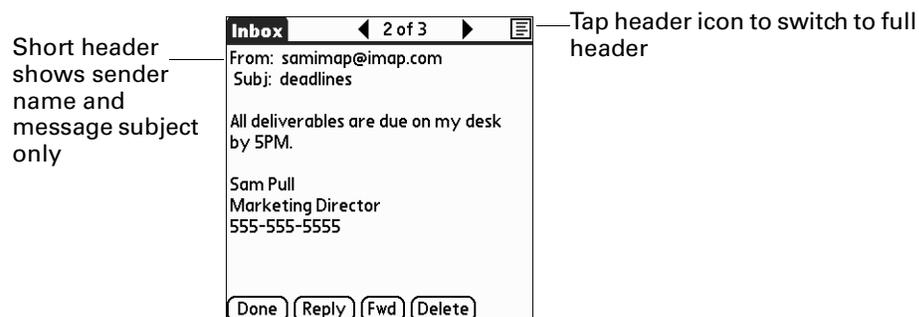 Short header
shows sender
name and
message subject
only
Inbox 2 of 3
From: samimap@imap.com
Subj: deadlines
All deliverables are due on my desk
by 5PM.
Sam Pull
Marketing Director
555-555-5555
Done Reply Fwd Delete
Tap header icon to switch to full
header